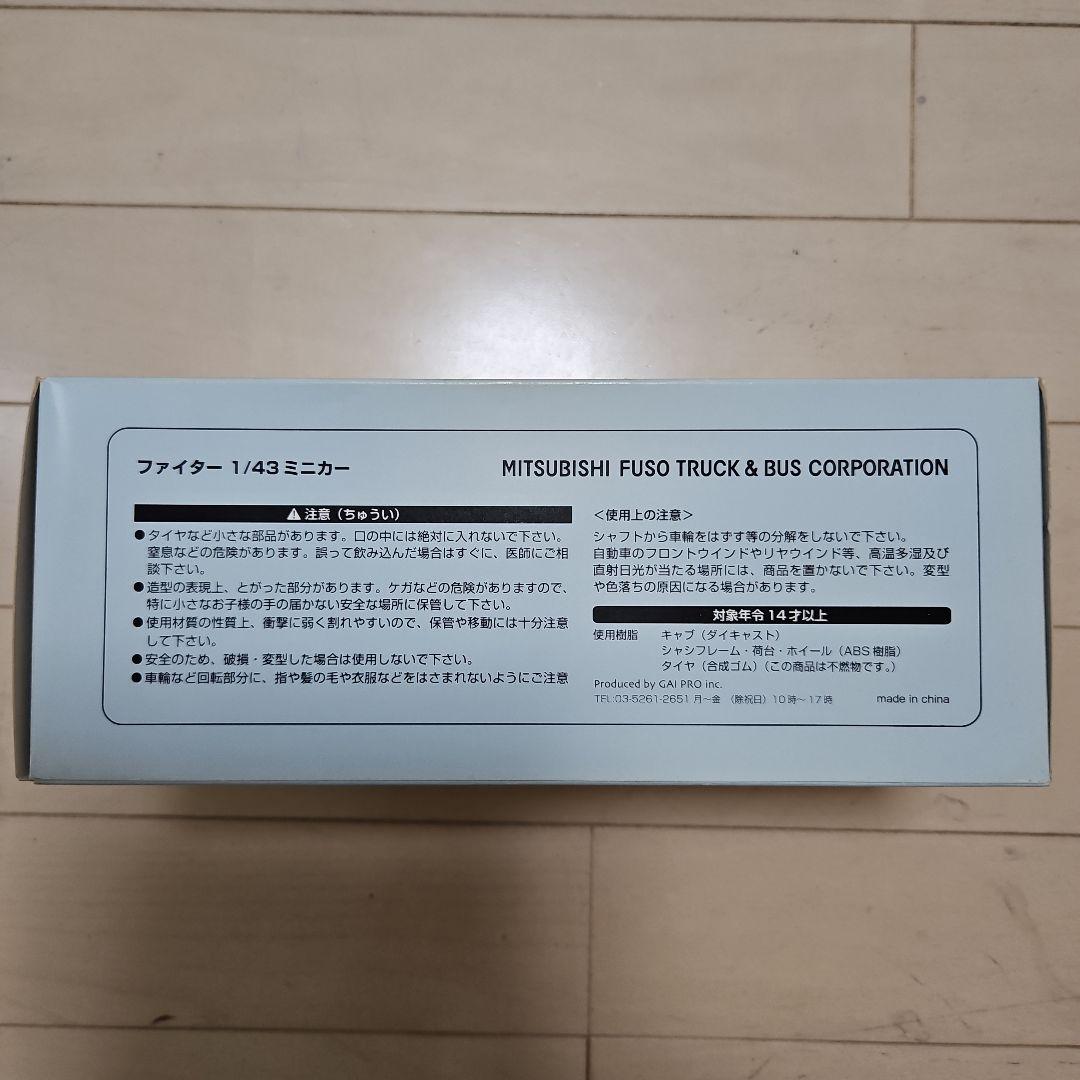 ファイター 1/43ミニカー
MITSUBISHI FUSO TRUCK & BUS CORPORATION
⚠注意（ちゅうい）
●タイヤなど小さな部品があります。口の中には絶対に入れないで下さい。
窒息などの危険があります。誤って飲み込んだ場合はすぐに、医師にご相
談下さい。
●造型の表現上、とがった部分があります。ケガなどの危険がありますので、
特に小さなお子様の手の届かない安全な場所に保管して下さい。
●使用材質の性質上、衝撃に弱く割れやすいので、保管や移動には十分注意
して下さい。
●安全のため、破損・変型した場合は使用しないで下さい。
●車輪など回転部分に、指や髪の毛や衣服などをはさまれないようにご注意
＜使用上の注意＞
シャフトから車輪をはずす等の分解をしないで下さい。
自動車のフロントウインドやリヤウインド等、高温多湿及び
直射日光が当たる場所には、商品を置かないで下さい。変型
や色落ちの原因になる場合があります。
対象年令14才以上
使用樹脂 キャブ（ダイキャスト）
シャシフレーム・荷台・ホイール（ABS樹脂）
タイヤ（合成ゴム）（この商品は不燃物です。）
Produced by GAI PRO inc.
TEL:03-5261-2651 月～金 （除祝日）10時～17時
made in china